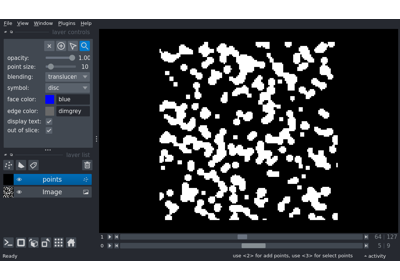 File View Window Plugins Help
layer controls
opacity: 1.00
point size: 10
blending: translucen
symbol: disc
face color: blue
edge color: dimgrey
display text:
out of slice:
layer list
points
Image
1 64 127
0 5 9
Ready use <2> for add points, use <3> for select points activity